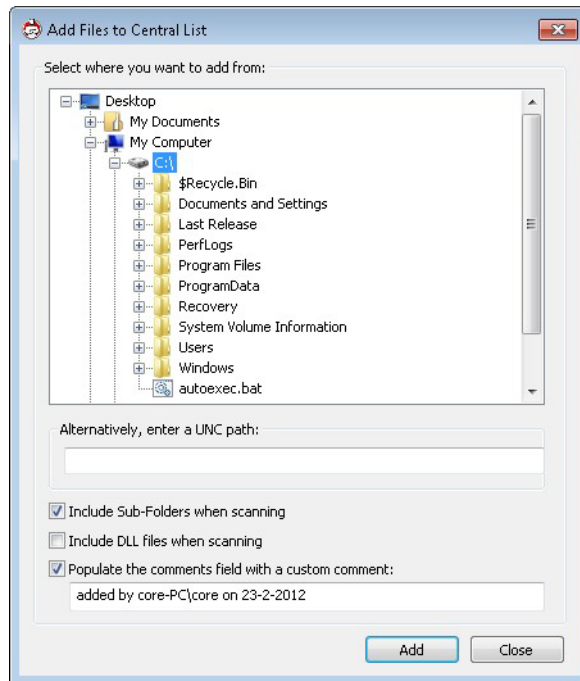 Add Files to Central List
Select where you want to add from:
Desktop
My Documents
My Computer
C:\
$Recycle.Bin
Documents and Settings
Last Release
PerfLogs
Program Files
ProgramData
Recovery
System Volume Information
Users
Windows
autoexec.bat
Alternatively, enter a UNC path:
Include Sub-Folders when scanning
Include DLL files when scanning
Populate the comments field with a custom comment:
added by core-PC\core on 23-2-2012
Add Close